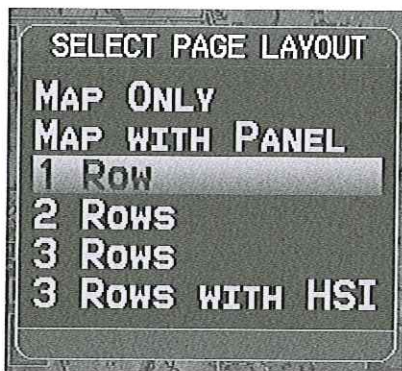 SELECT PAGE LAYOUT
MAP ONLY
MAP WITH PANEL
1 ROW
2 ROWS
3 ROWS
3 ROWS WITH HSI